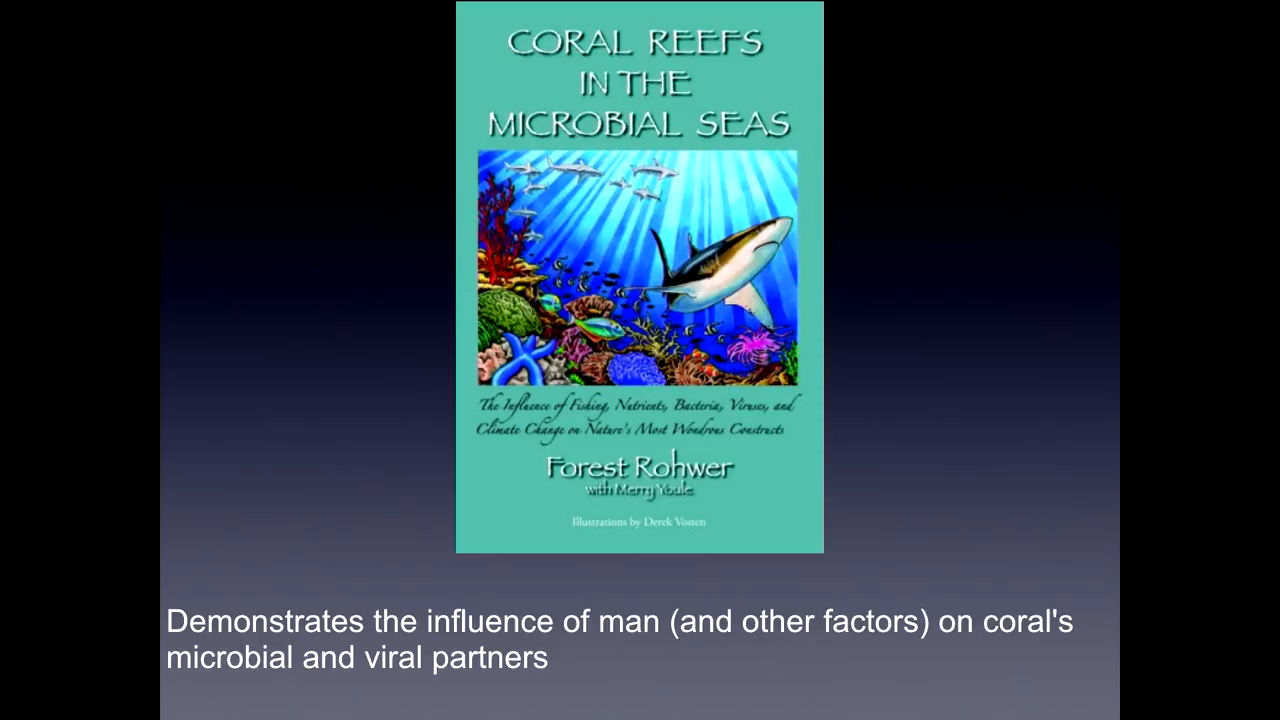 CORAL REEFS
IN THE
MICROBIAL SEAS
The Influence of Fishing, Nutrients, Bacteria, Viruses, and
Climate Change on Nature's Most Wondrous Constructs
Forest Rohwer
with Merry Youle
Illustrations by Derek Vosten
Demonstrates the influence of man (and other factors) on coral's
microbial and viral partners